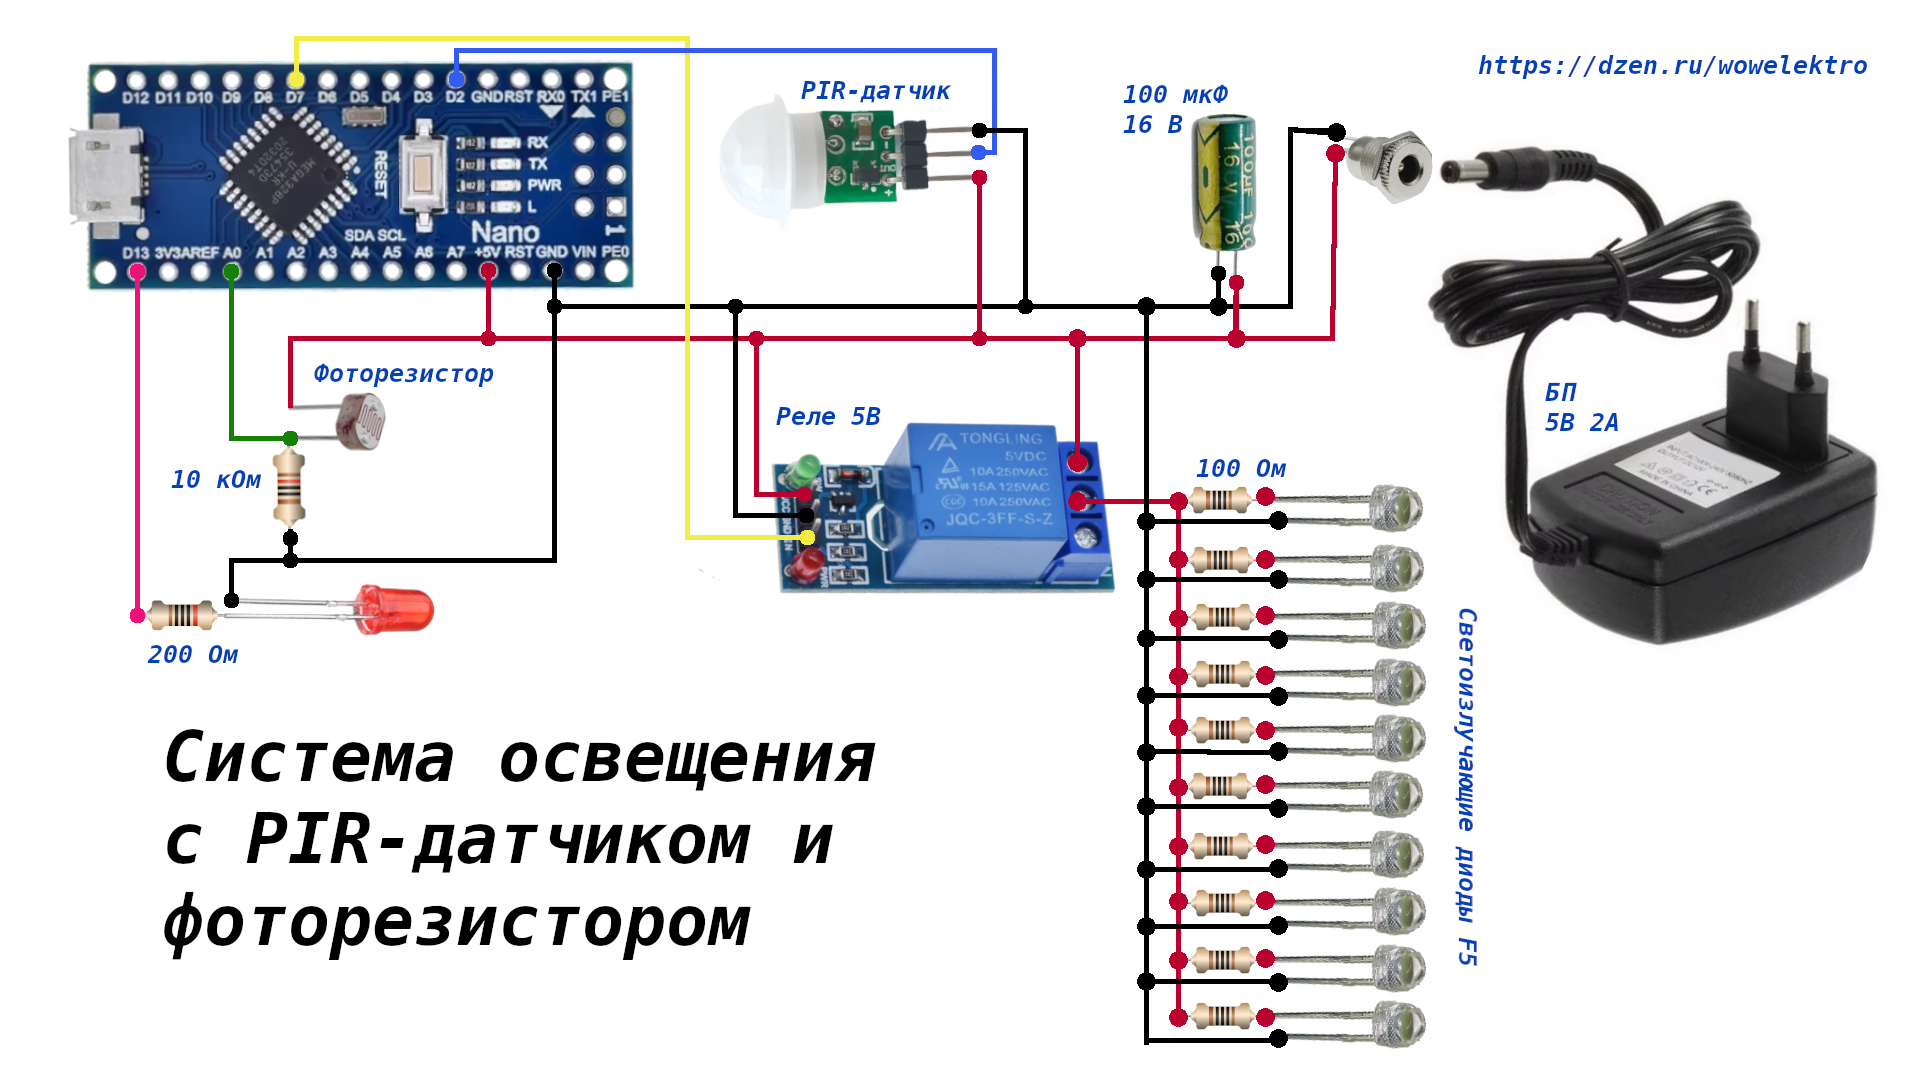 https://dzen.ru/wowelektro
PIR-датчик
100 мкФ
16 В
D12 D11 D10 D9 D8 D7 D6 D5 D4 D3 D2 GND RST RX0 TX1 PE1
RESET
RX
TX
PWR
L
Nano
1
SDA SCL
D13 3V3 AREF A0 A1 A2 A3 A4 A5 A6 A7 +5V RST GND VIN PE0
Фоторезистор
10 кОм
200 Ом
Реле 5В
TONGLING
5VDC
10A 250VAC
15A 125VAC
10A 250VAC
JQC-3FF-S-Z
100 Ом
БП
5В 2А
Светоизлучающие диоды F5
Система освещения
с PIR-датчиком и
фоторезистором